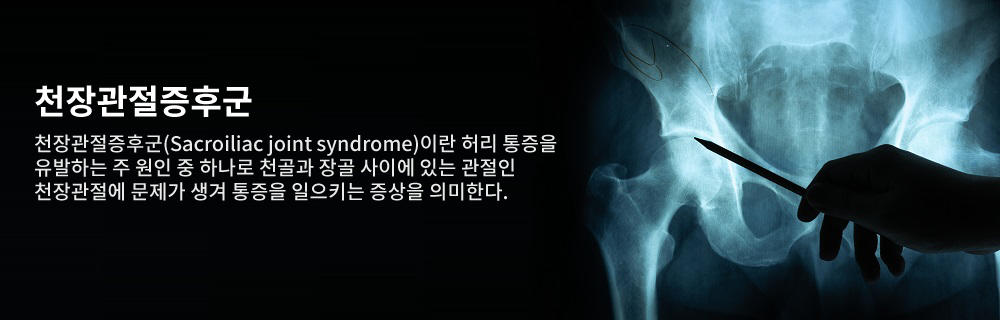 천장관절증후군
천장관절증후군(Sacroiliac joint syndrome)이란 허리 통증을
유발하는 주 원인 중 하나로 천골과 장골 사이에 있는 관절인
천장관절에 문제가 생겨 통증을 일으키는 증상을 의미한다.